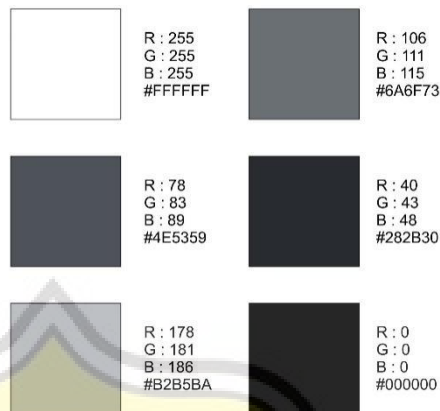 R : 255
G : 255
B : 255
#FFFFFF
R : 106
G : 111
B : 115
#6A6F73
R : 78
G : 83
B : 89
#4E5359
R : 40
G : 43
B : 48
#282B30
R : 178
G : 181
B : 186
#B2B5BA
R : 0
G : 0
B : 0
#000000